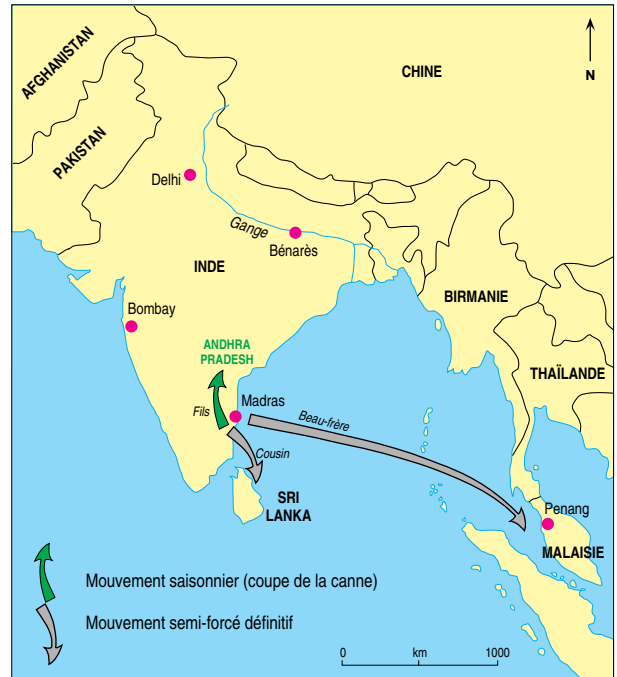 AFGHANISTAN
CHINE
N
PAKISTAN
Delhi
Gange
Bénarès
INDE
BIRMANIE
Bombay
ANDHRA
PRADESH
THAÏLANDE
Fils
Madras
Beau-frère
Cousin
SRI
LANKA
Penang
MALAISIE
Mouvement saisonnier (coupe de la canne)
Mouvement semi-forcé définitif
0 km 1000